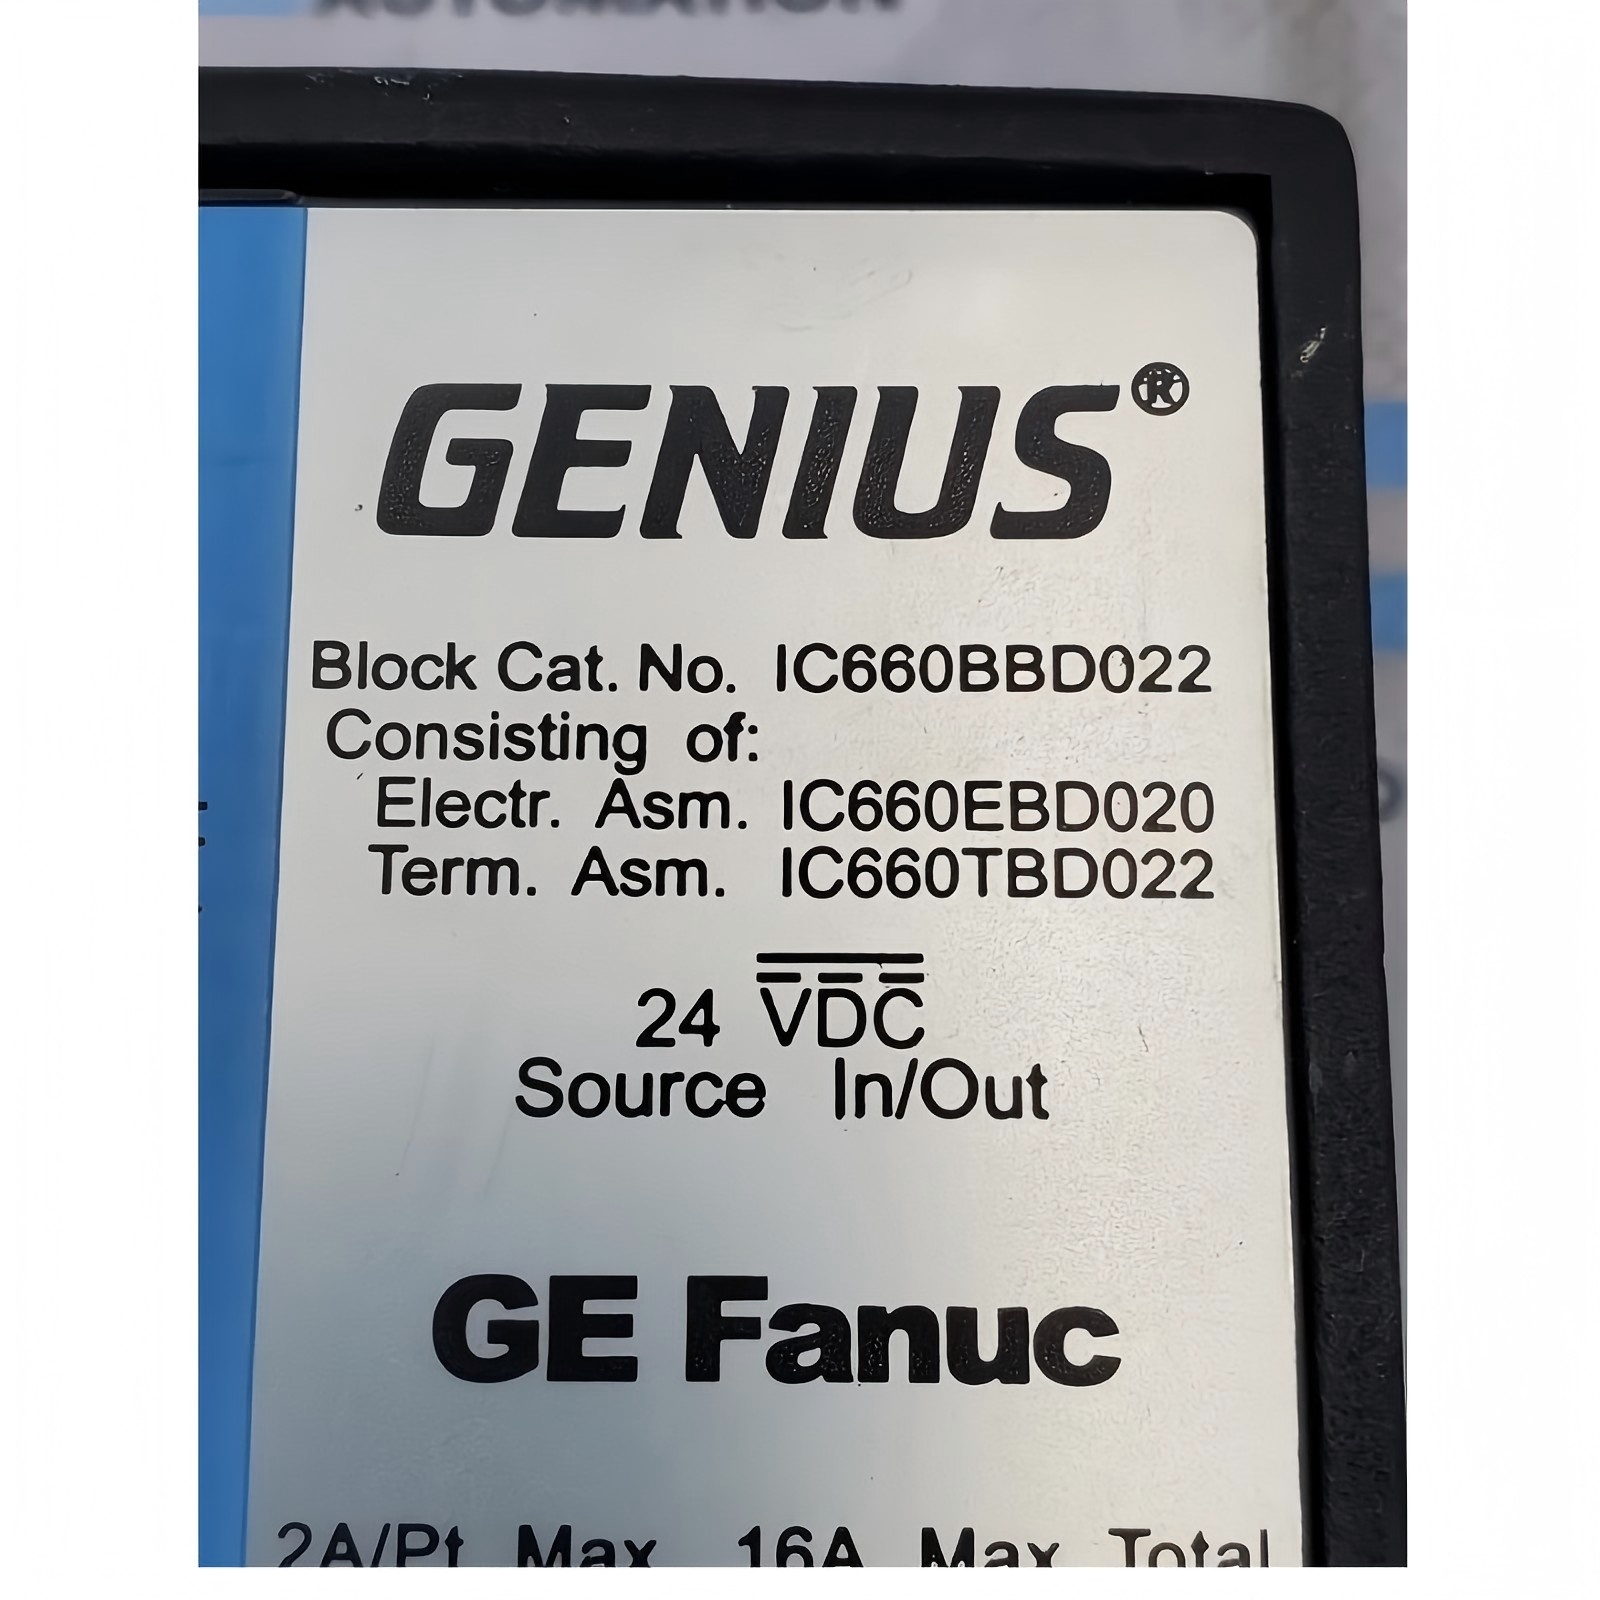 AUTOMATION
GENIUS®
Block Cat. No. IC660BBD022
Consisting of:
Electr. Asm. IC660EBD020
Term. Asm. IC660TBD022
24 VDC
Source In/Out
GE Fanuc
2A/Pt Max 16A Max Total